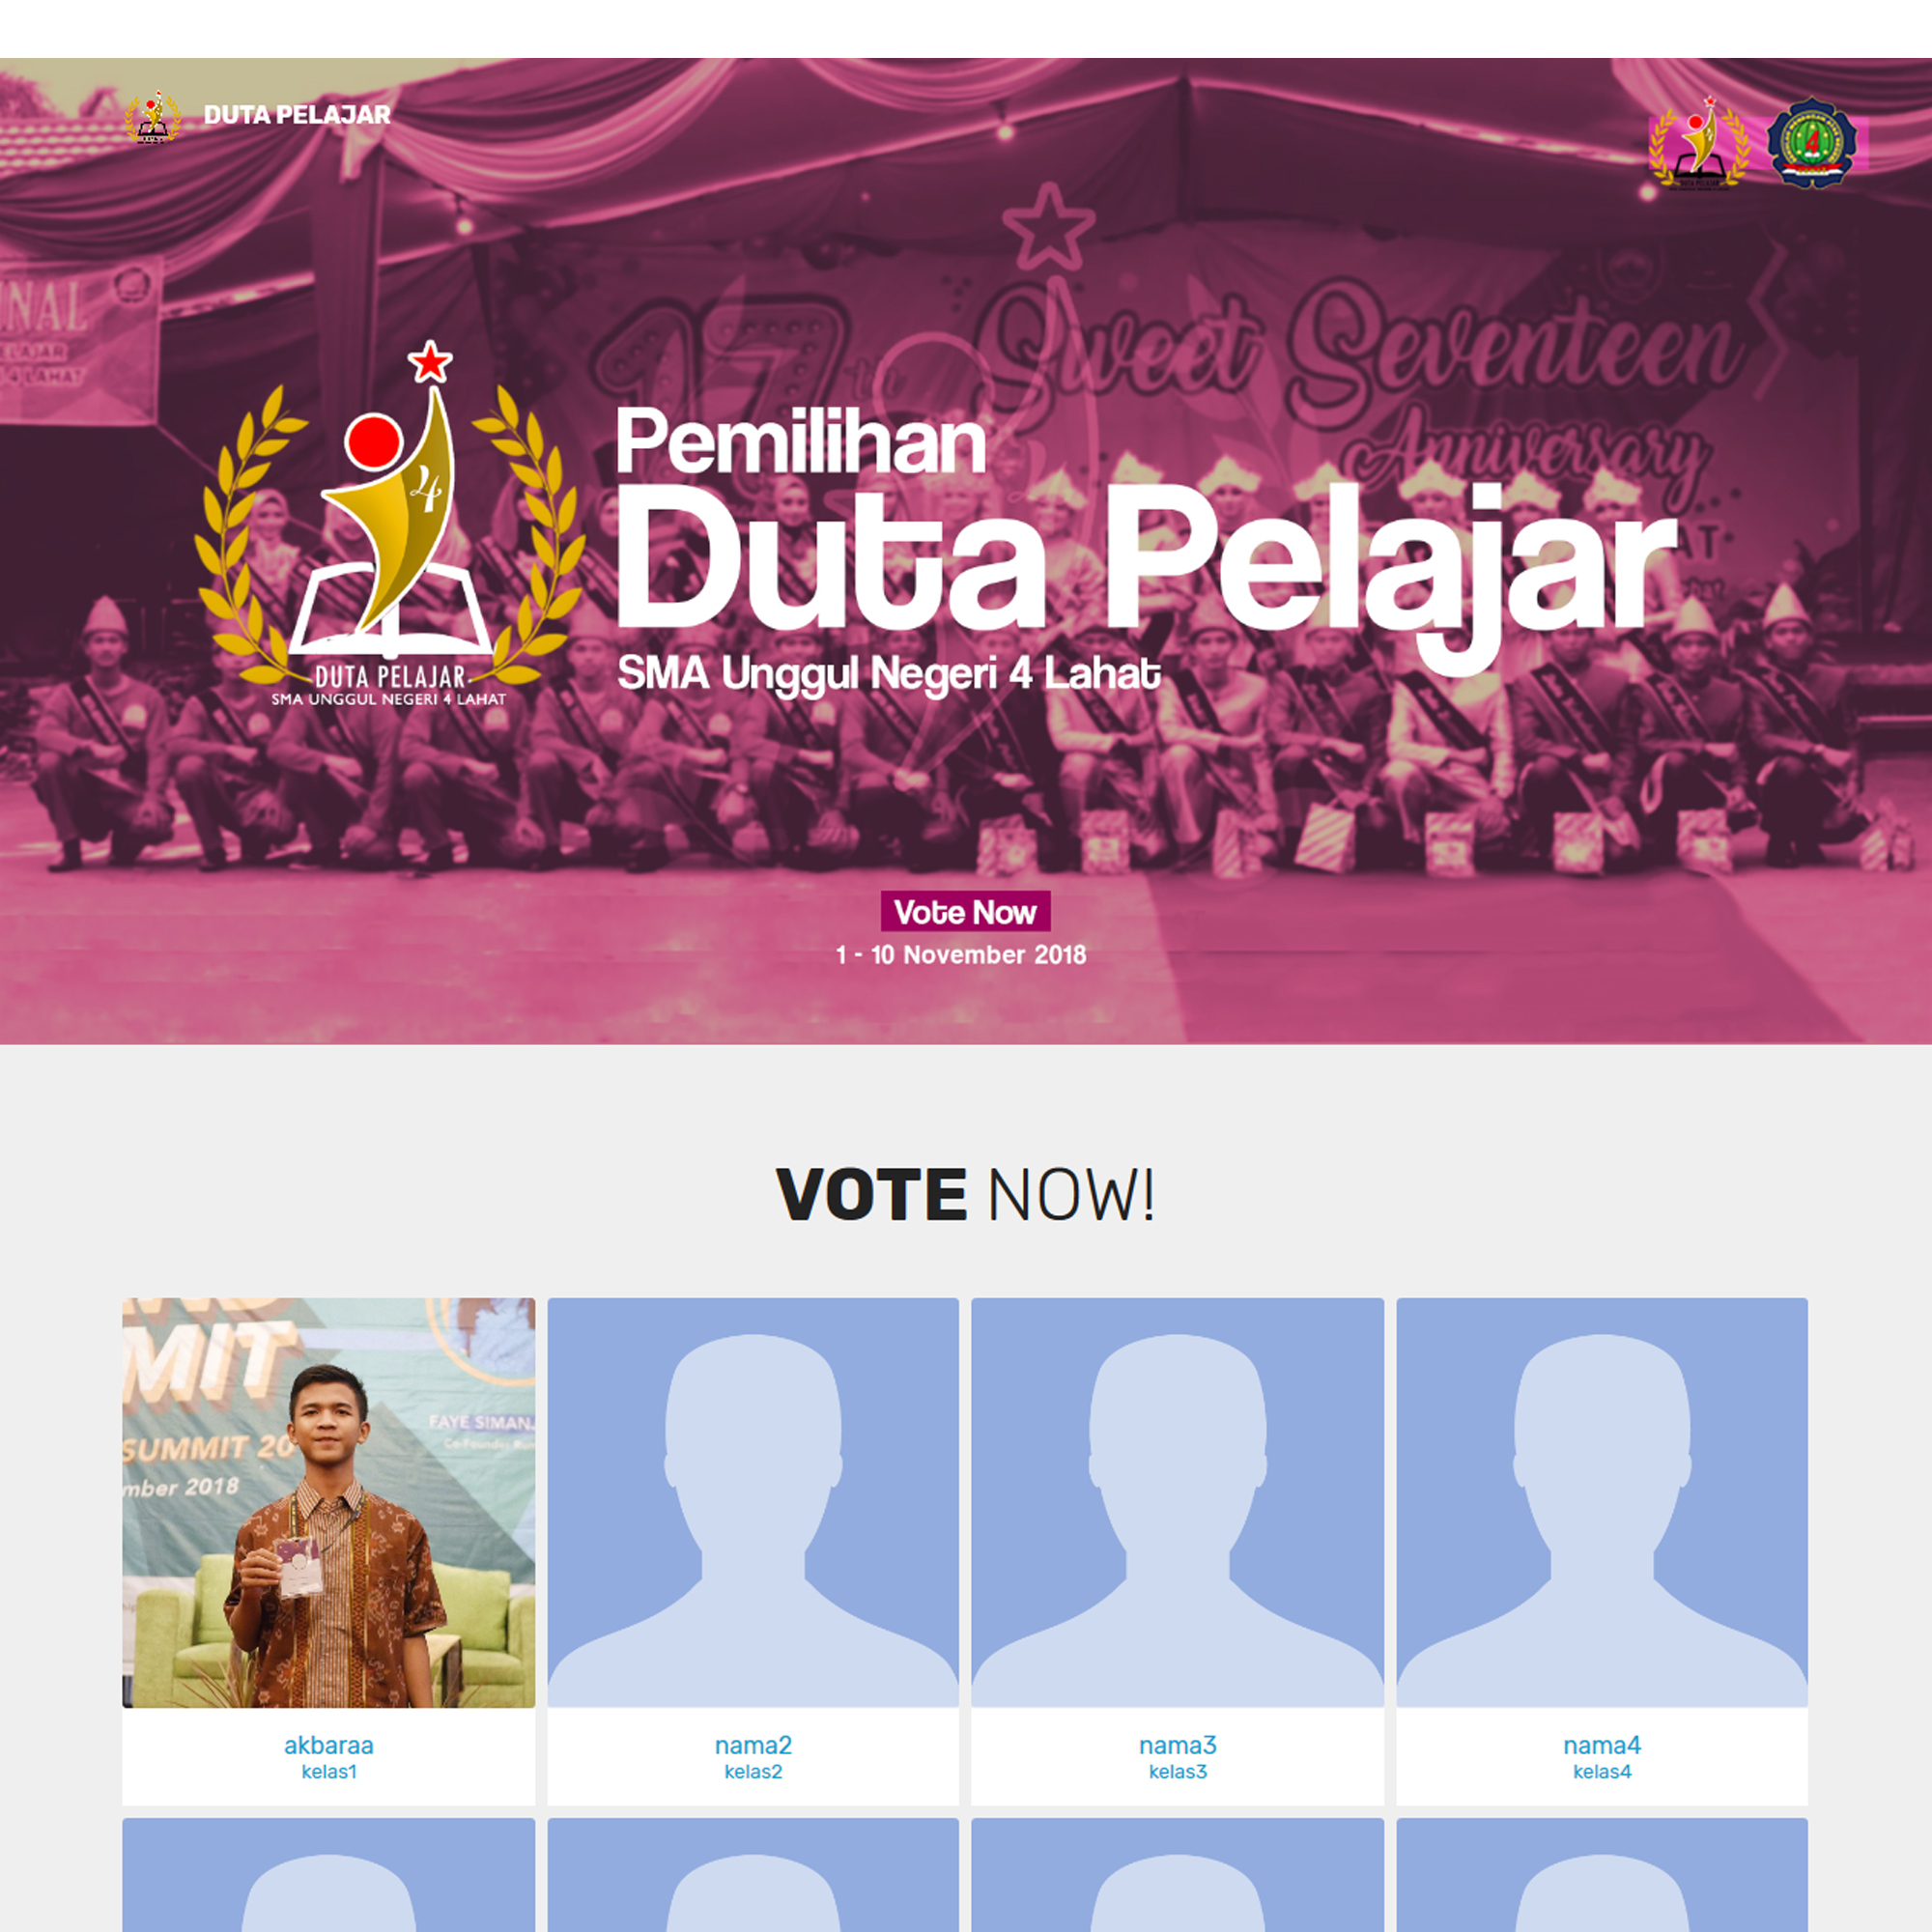 DUTA PELAJAR
INAL
ELAJAR
4 LAHAT
17th Sweet Seventeen
Anniversary
4
DUTA PELAJAR
SMA UNGGUL NEGERI 4 LAHAT
Pemilihan
Duta Pelajar
SMA Unggul Negeri 4 Lahat
Vote Now
1 - 10 November 2018
VOTE NOW!
MIT
SUMMIT 20
mber 2018
FAYE SIMAN
Co-Founder
akbaraa
kelas1
nama2
kelas2
nama3
kelas3
nama4
kelas4